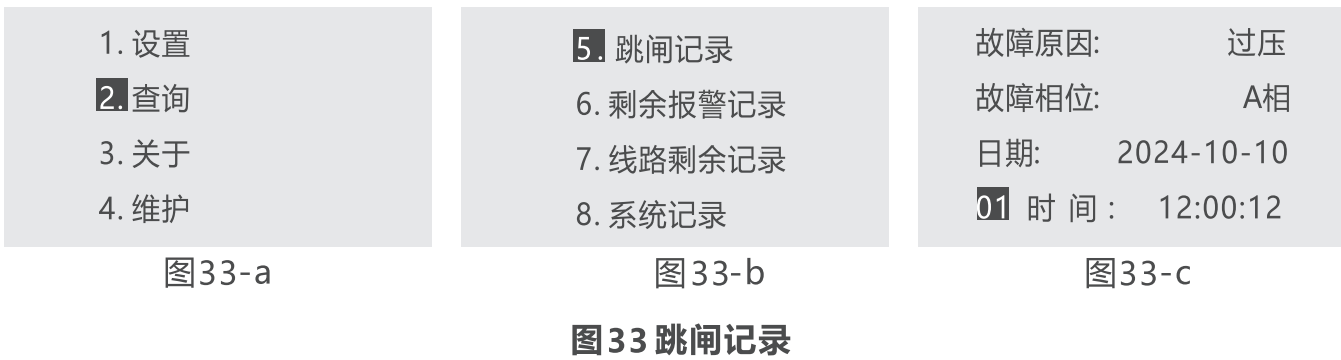 1. 设置
2. 查询
3. 关于
4. 维护
图33-a
5. 跳闸记录
6. 剩余报警记录
7. 线路剩余记录
8. 系统记录
图33-b
故障原因: 过压
故障相位: A相
日期: 2024-10-10
01 时 间 : 12:00:12
图33-c
图33 跳闸记录